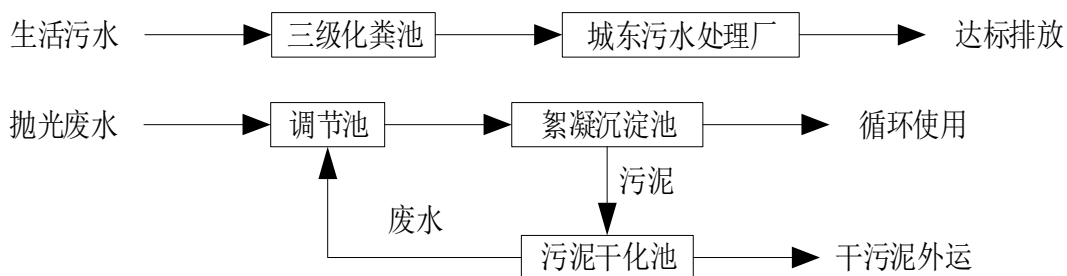 生活污水 三级化粪池 城东污水处理厂 达标排放
抛光废水 调节池 絮凝沉淀池 循环使用
污泥
废水
污泥干化池 干污泥外运